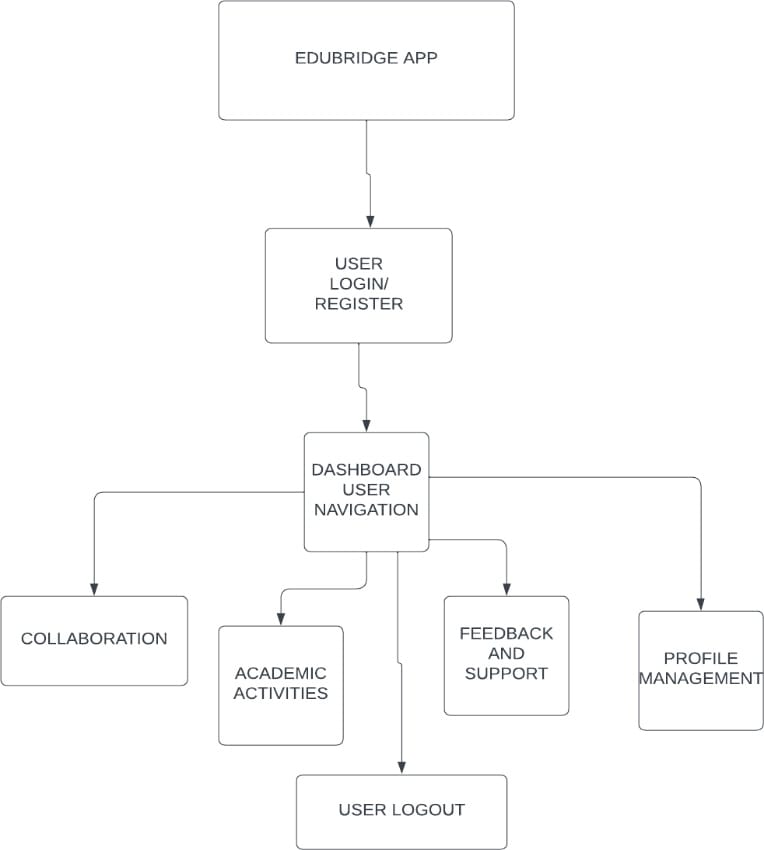 EDUBRIDGE APP
USER
LOGIN/
REGISTER
DASHBOARD
USER
NAVIGATION
COLLABORATION
ACADEMIC
ACTIVITIES
FEEDBACK
AND
SUPPORT
PROFILE
MANAGEMENT
USER LOGOUT